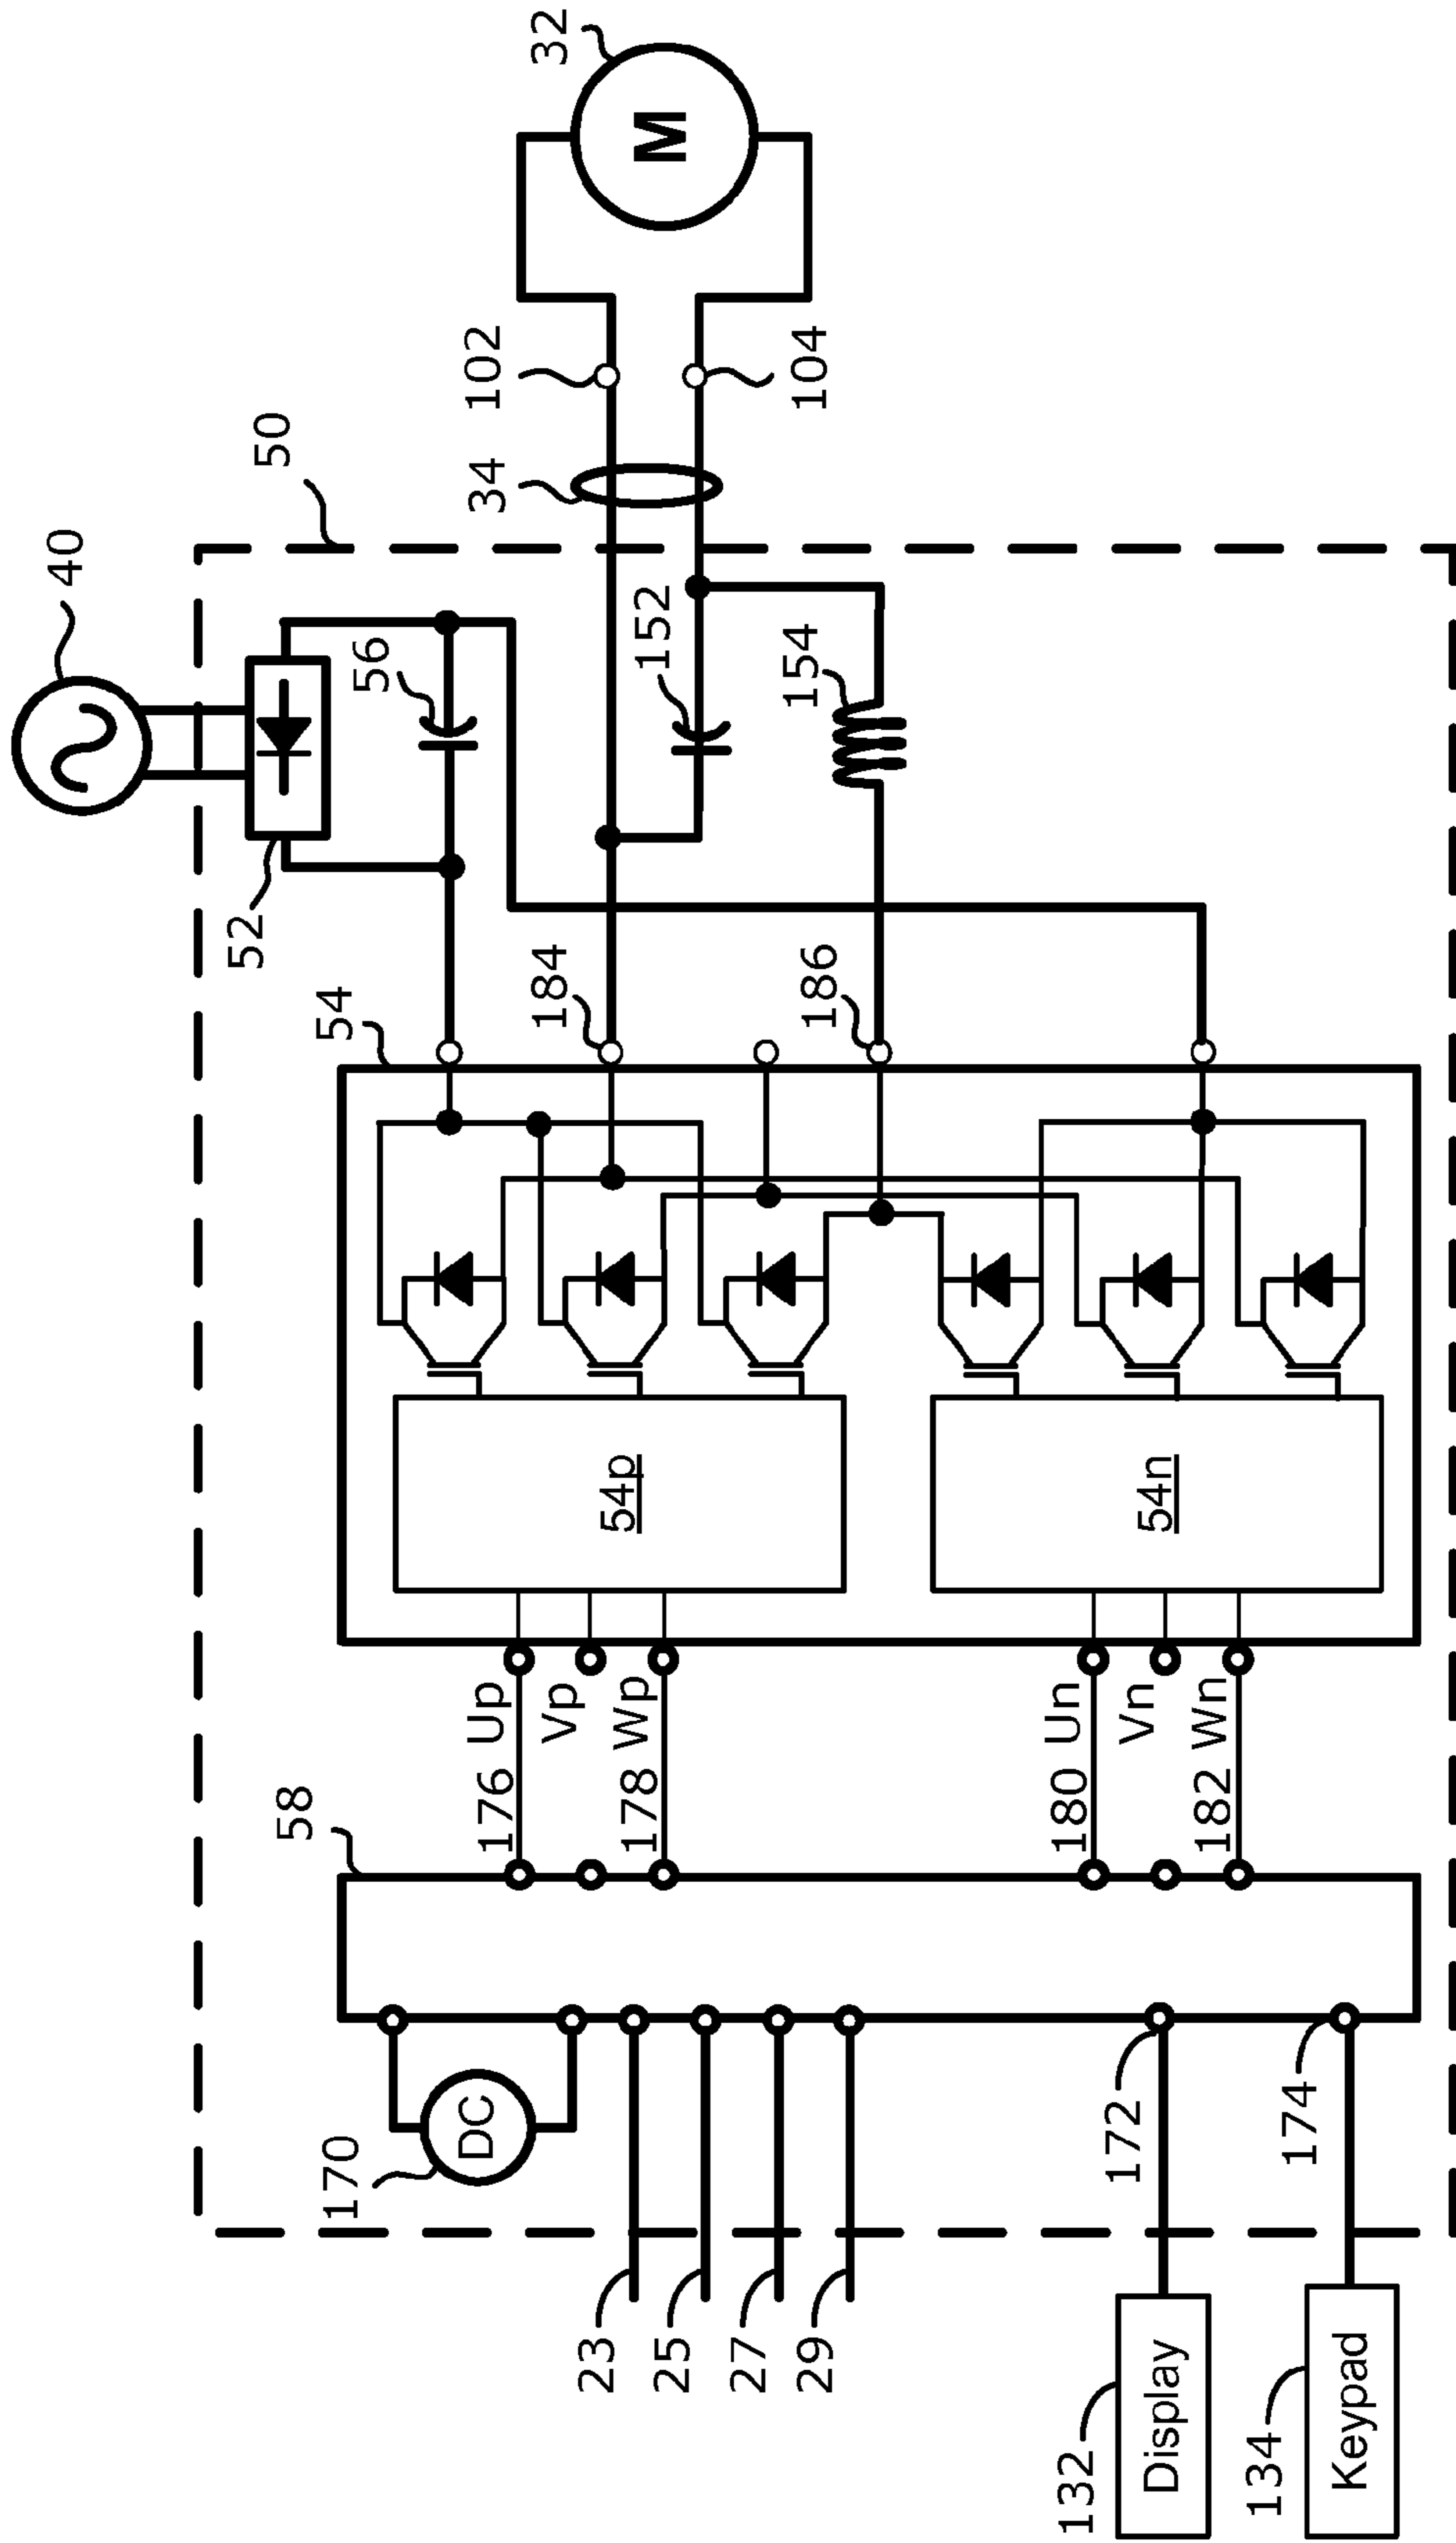 40
50
52
56
54
184
186
152
154
34
102
104
32
M
54p
54n
58
176 Up
Vp
178 Wp
180 Un
Vn
182 Wn
170
DC
23
25
27
29
172
174
132
Display
134
Keypad